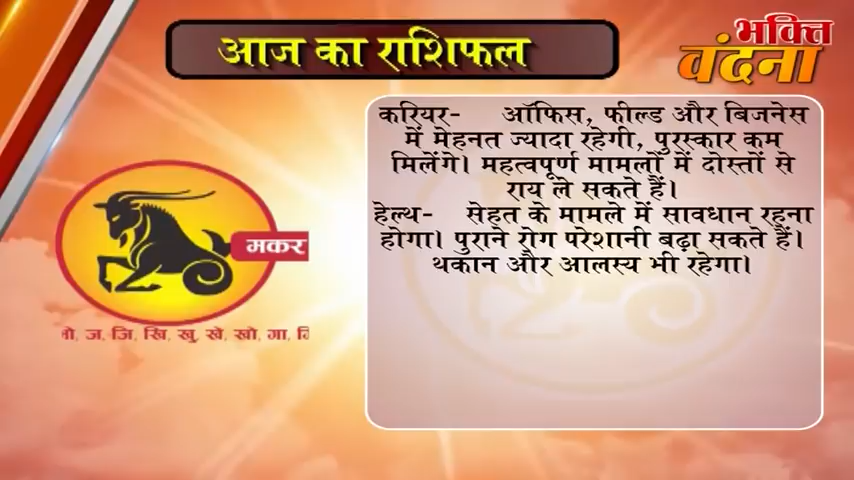 आज का राशिफल
भक्ति
वंदना
करियर- ऑफिस, फील्ड और बिजनेस
में मेहनत ज्यादा रहेगी, पुरस्कार कम
मिलेंगे। महत्वपूर्ण मामलों में दोस्तों से
राय ले सकते हैं।
हेल्थ- सेहत के मामले में सावधान रहना
होगा। पुराने रोग परेशानी बढ़ा सकते हैं।
थकान और आलस्य भी रहेगा।
मकर
ज, जि, खि, खु, खे, खो, गा,